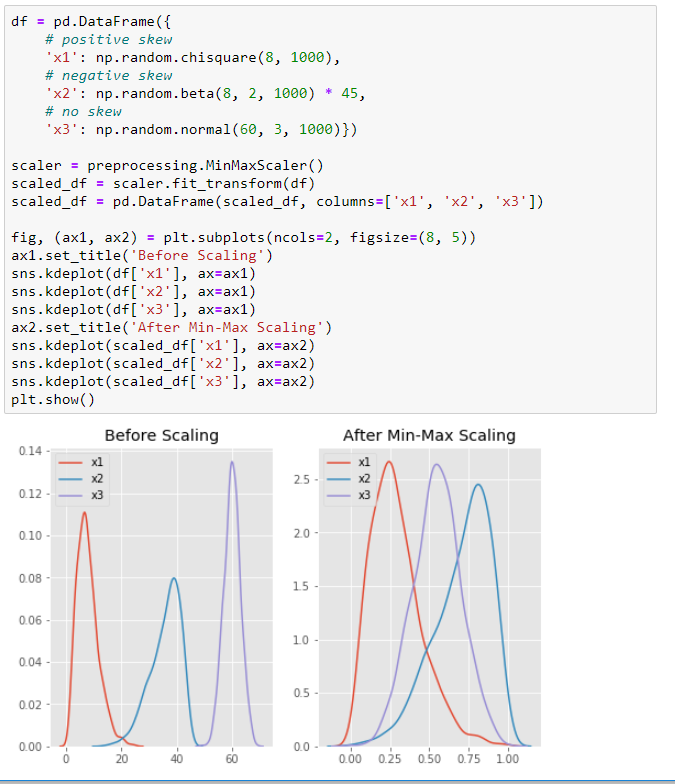 df = pd.DataFrame({
    # positive skew
    'x1': np.random.chisquare(8, 1000),
    # negative skew
    'x2': np.random.beta(8, 2, 1000) * 45,
    # no skew
    'x3': np.random.normal(60, 3, 1000)})

scaler = preprocessing.MinMaxScaler()
scaled_df = scaler.fit_transform(df)
scaled_df = pd.DataFrame(scaled_df, columns=['x1', 'x2', 'x3'])

fig, (ax1, ax2) = plt.subplots(ncols=2, figsize=(8, 5))
ax1.set_title('Before Scaling')
sns.kdeplot(df['x1'], ax=ax1)
sns.kdeplot(df['x2'], ax=ax1)
sns.kdeplot(df['x3'], ax=ax1)
ax2.set_title('After Min-Max Scaling')
sns.kdeplot(scaled_df['x1'], ax=ax2)
sns.kdeplot(scaled_df['x2'], ax=ax2)
sns.kdeplot(scaled_df['x3'], ax=ax2)
plt.show()
Before Scaling
0.14
0.12
0.10
0.08
0.06
0.04
0.02
0.00
x1
x2
x3
0 20 40 60
After Min-Max Scaling
2.5
2.0
1.5
1.0
0.5
0.0
x1
x2
x3
0.00 0.25 0.50 0.75 1.00